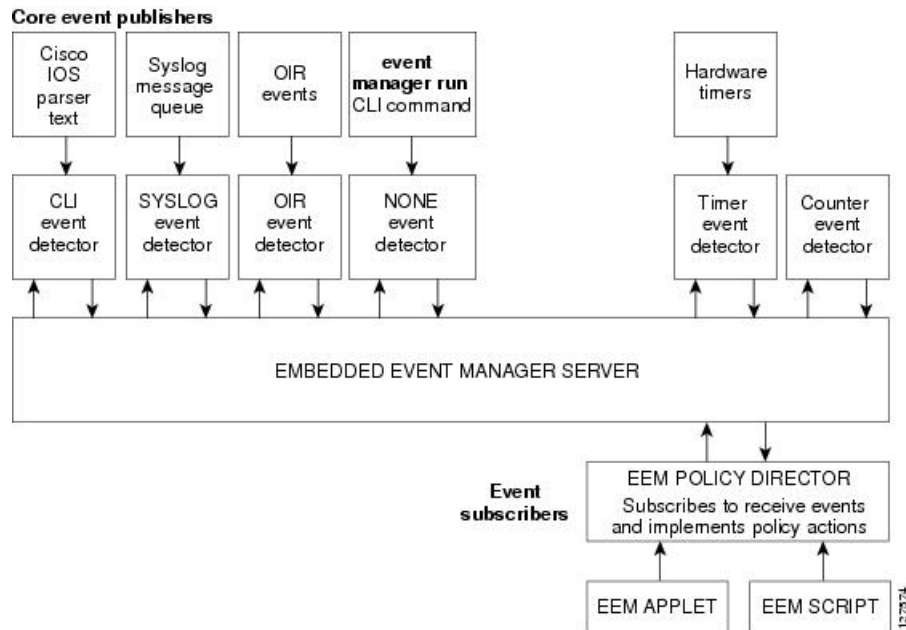 Core event publishers
Cisco
IOS
parser
text
Syslog
message
queue
OIR
events
event
manager run
CLI command
Hardware
timers
CLI
event
detector
SYSLOG
event
detector
OIR
event
detector
NONE
event
detector
Timer
event
detector
Counter
event
detector
EMBEDDED EVENT MANAGER SERVER
Event
subscribers
EEM POLICY DIRECTOR
Subscribes to receive events
and implements policy actions
EEM APPLET
EEM SCRIPT
127574